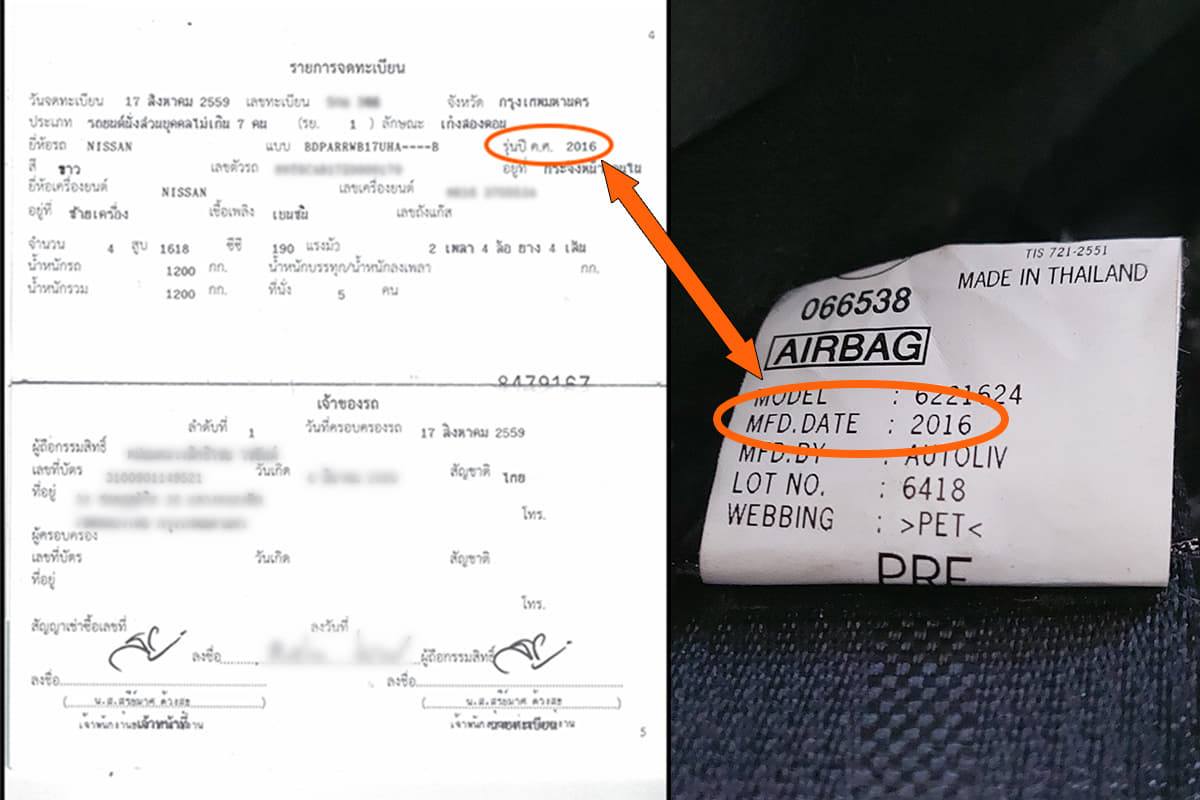 4
รายการจดทะเบียน
วันจดทะเบียน 17 สิงหาคม 2559 เลขทะเบียน จังหวัด กรุงเทพมหานคร
ประเภท รถยนต์นั่งส่วนบุคคลไม่เกิน 7 คน (รย. 1 ) ลักษณะ เก๋งสองตอน
ยี่ห้อรถ NISSAN แบบ BDPARRWB17UHA----B รุ่นปี ค.ศ. 2016
สี ขาว เลขตัวรถ อยู่ที่
ยี่ห้อเครื่องยนต์ NISSAN เลขเครื่องยนต์
อยู่ที่ ซ้ายเครื่อง เชื้อเพลิง เบนซิน เลขถังแก๊ส
จำนวน 4 สูบ 1618 ซีซี 190 แรงม้า 2 เพลา 4 ล้อ ยาง 4 เส้น
น้ำหนักรถ 1200 กก. น้ำหนักบรรทุก/น้ำหนักลงเพลา กก.
น้ำหนักรวม 1200 กก. ที่นั่ง 5 คน
8479167
เจ้าของรถ
ลำดับที่ 1 วันที่ครอบครองรถ 17 สิงหาคม 2559
ผู้ถือกรรมสิทธิ์
เลขที่บัตร วันเกิด สัญชาติ ไทย
ที่อยู่
โทร.
ผู้ครอบครอง
เลขที่บัตร วันเกิด สัญชาติ
ที่อยู่
โทร.
สัญญาเช่าซื้อเลขที่ ลงวันที่
ลงชื่อ ผู้ถือกรรมสิทธิ์
ลงชื่อ ลงชื่อ
5
TIS 721-2551
MADE IN THAILAND
066538
AIRBAG
MODEL : 6221624
MFD.DATE : 2016
MFD.BY : AUTOLIV
LOT NO. : 6418
WEBBING : >PET<
PRE